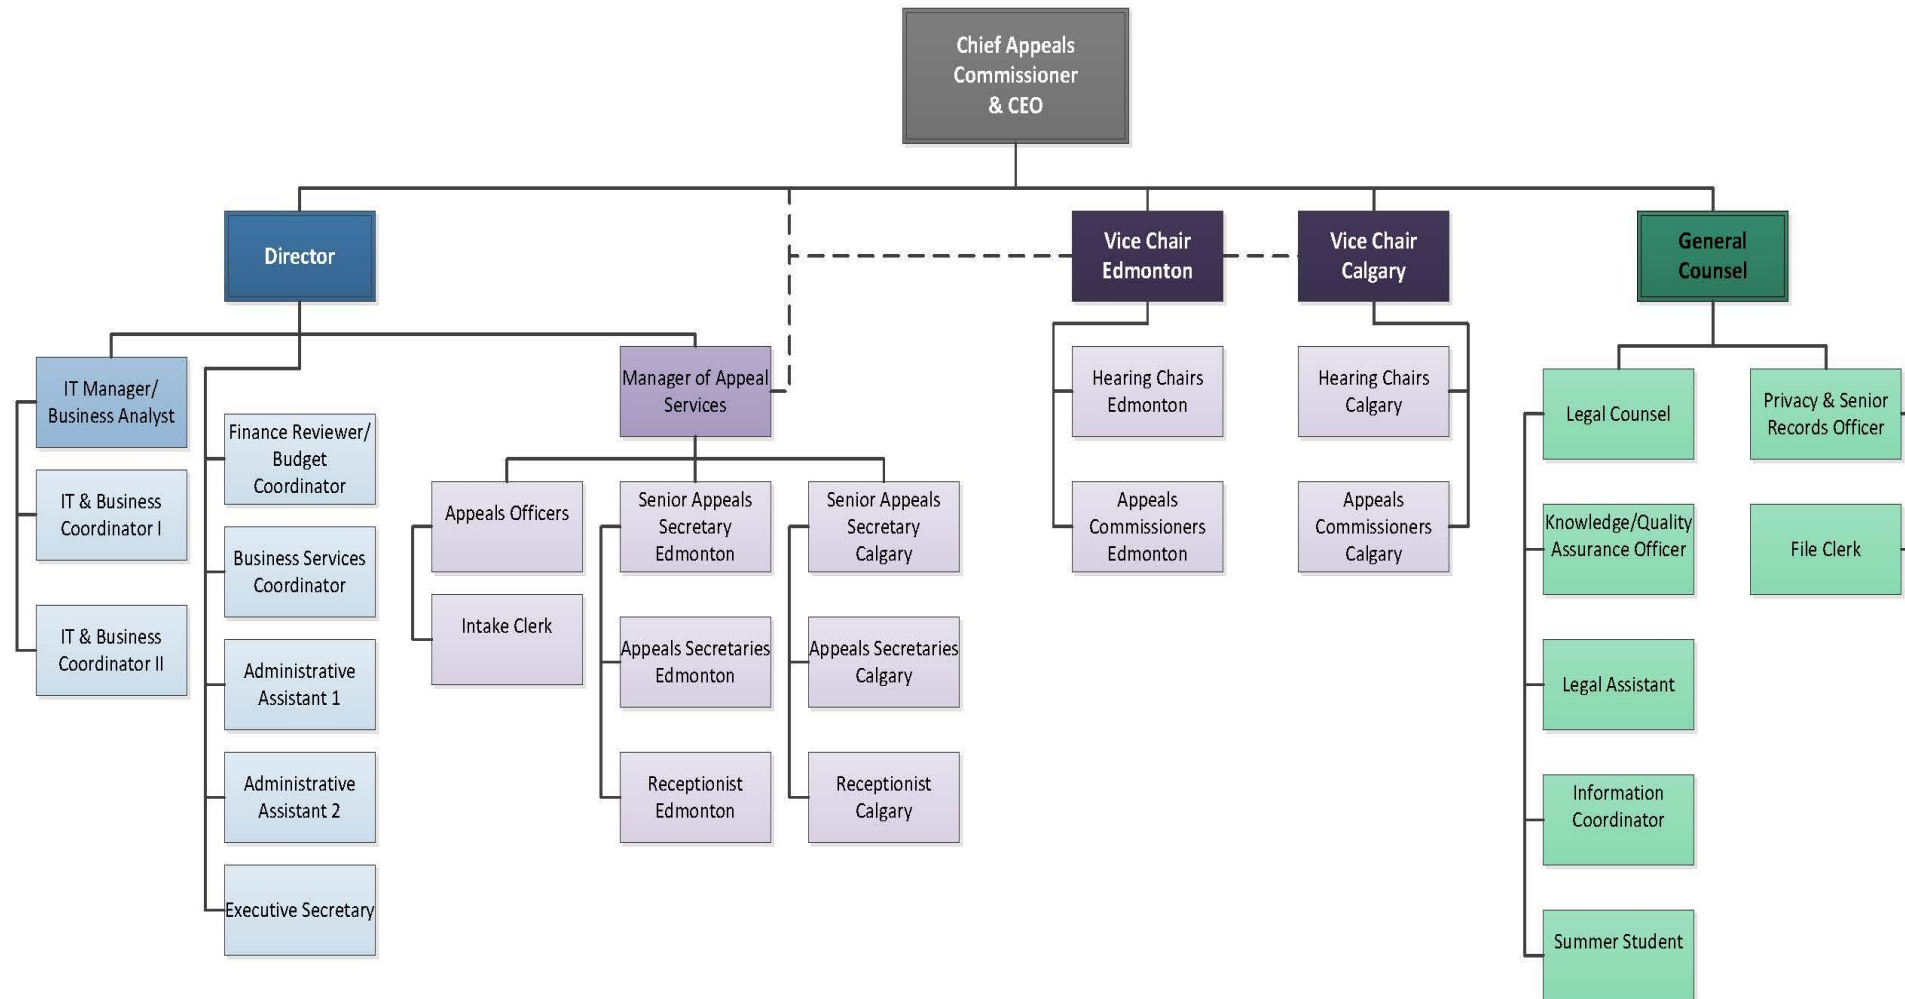 Chief Appeals
Commissioner
& CEO
Director
Vice Chair
Edmonton
Vice Chair
Calgary
General
Counsel
IT Manager/
Business Analyst
IT & Business
Coordinator I
IT & Business
Coordinator II
Finance Reviewer/
Budget
Coordinator
Business Services
Coordinator
Administrative
Assistant 1
Administrative
Assistant 2
Executive Secretary
Manager of Appeal
Services
Appeals Officers
Intake Clerk
Senior Appeals
Secretary
Edmonton
Appeals Secretaries
Edmonton
Receptionist
Edmonton
Senior Appeals
Secretary
Calgary
Appeals Secretaries
Calgary
Receptionist
Calgary
Hearing Chairs
Edmonton
Appeals
Commissioners
Edmonton
Hearing Chairs
Calgary
Appeals
Commissioners
Calgary
Legal Counsel
Knowledge/Quality
Assurance Officer
Legal Assistant
Information
Coordinator
Summer Student
Privacy & Senior
Records Officer
File Clerk